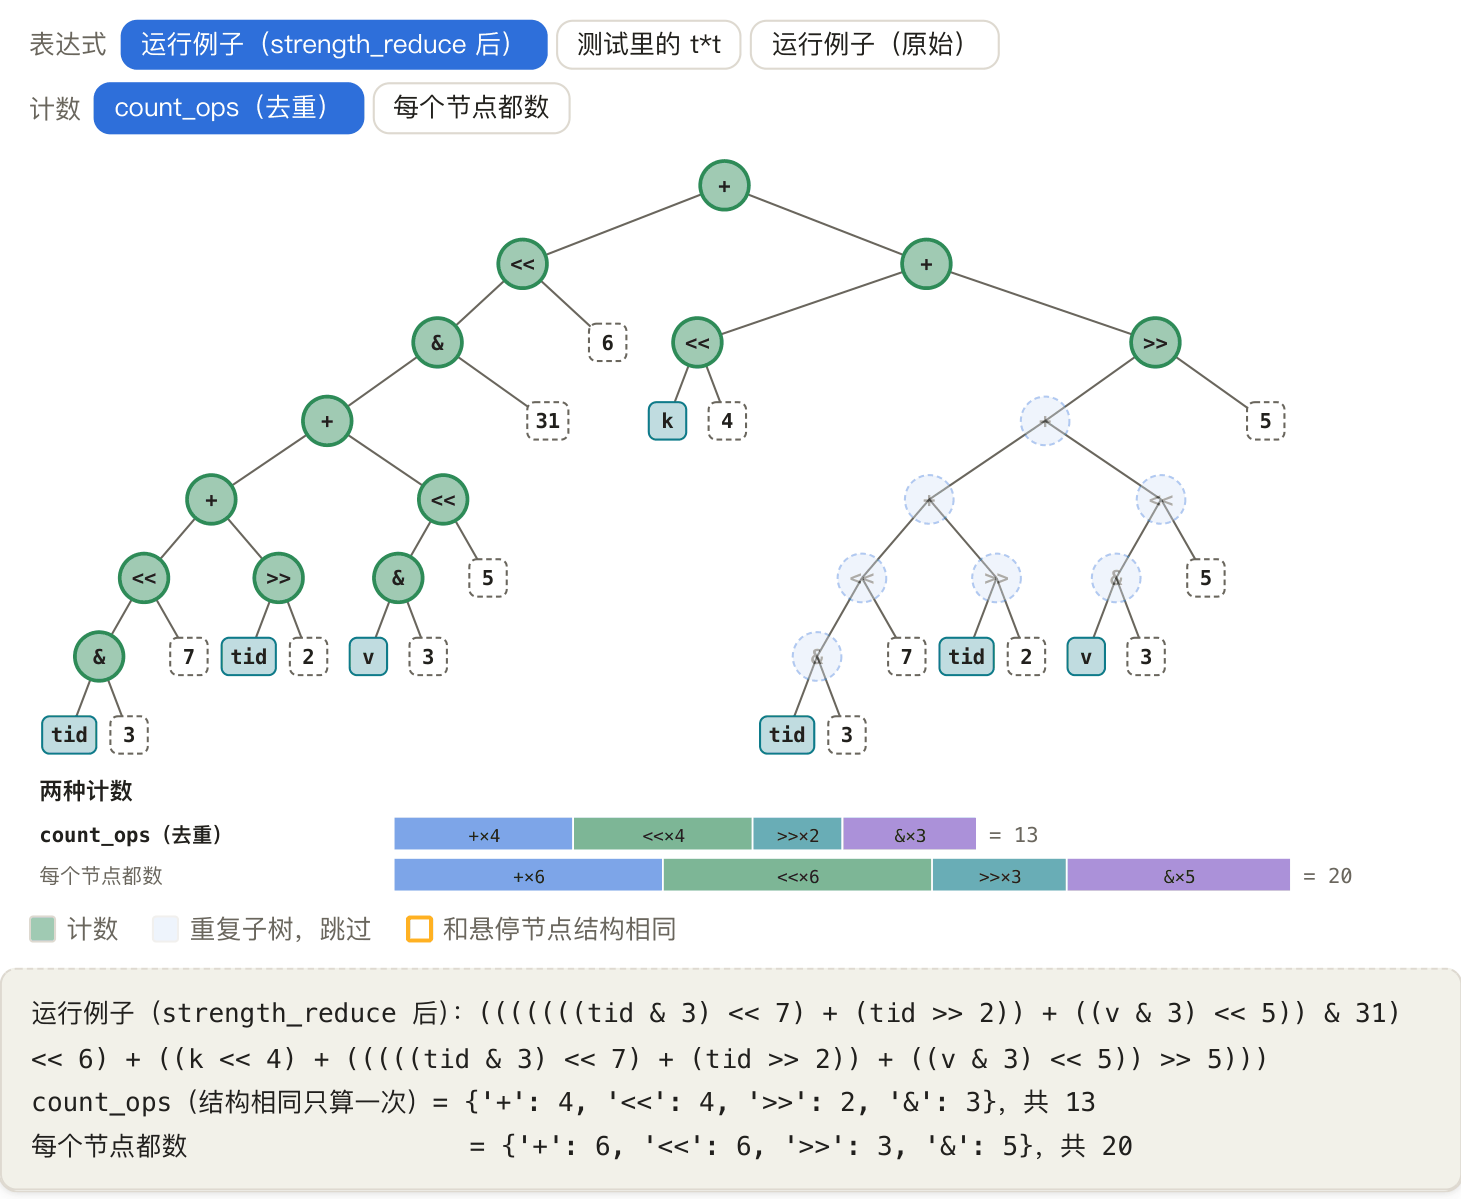 表达式 运行例子（strength_reduce 后） 测试里的 t*t 运行例子（原始）
计数 count_ops（去重） 每个节点都数
+
<< +
& 6 << >>
+ 31 k 4 + 5
+ << + <<
<< >> & 5 << >> & 5
& 7 tid 2 v 3 & 7 tid 2 v 3
tid 3 tid 3
两种计数
count_ops（去重） +×4 <<×4 >>×2 &×3 = 13
每个节点都数 +×6 <<×6 >>×3 &×5 = 20
计数 重复子树，跳过 和悬停节点结构相同
运行例子（strength_reduce 后）：(((((((tid & 3) << 7) + (tid >> 2)) + ((v & 3) << 5)) & 31)
<< 6) + ((k << 4) + (((((tid & 3) << 7) + (tid >> 2)) + ((v & 3) << 5)) >> 5)))
count_ops（结构相同只算一次）= {'+': 4, '<<': 4, '>>': 2, '&': 3}，共 13
每个节点都数 = {'+': 6, '<<': 6, '>>': 3, '&': 5}，共 20